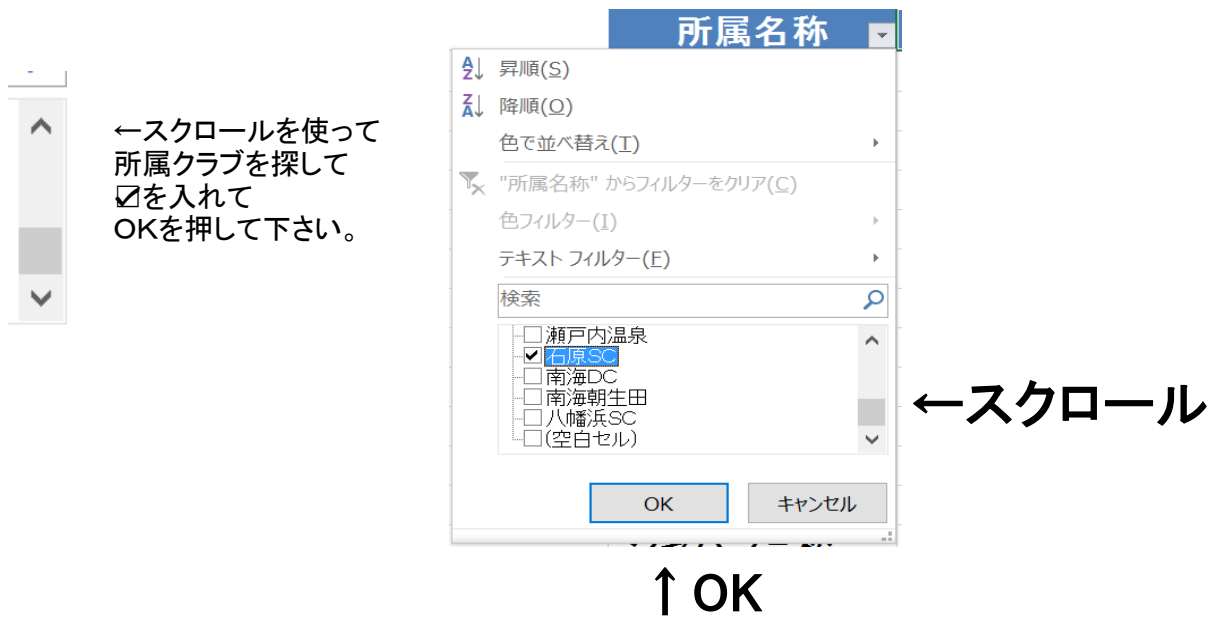 所属名称
昇順(S)
降順(O)
色で並べ替え(T)
"所属名称" からフィルターをクリア(C)
色フィルター(I)
テキスト フィルター(F)
検索
瀬戸内温泉
石原SC
南海DC
南海朝生田
八幡浜SC
(空白セル)
OK
キャンセル
←スクロールを使って
所属クラブを探して
☑を入れて
OKを押して下さい。
←スクロール
↑OK